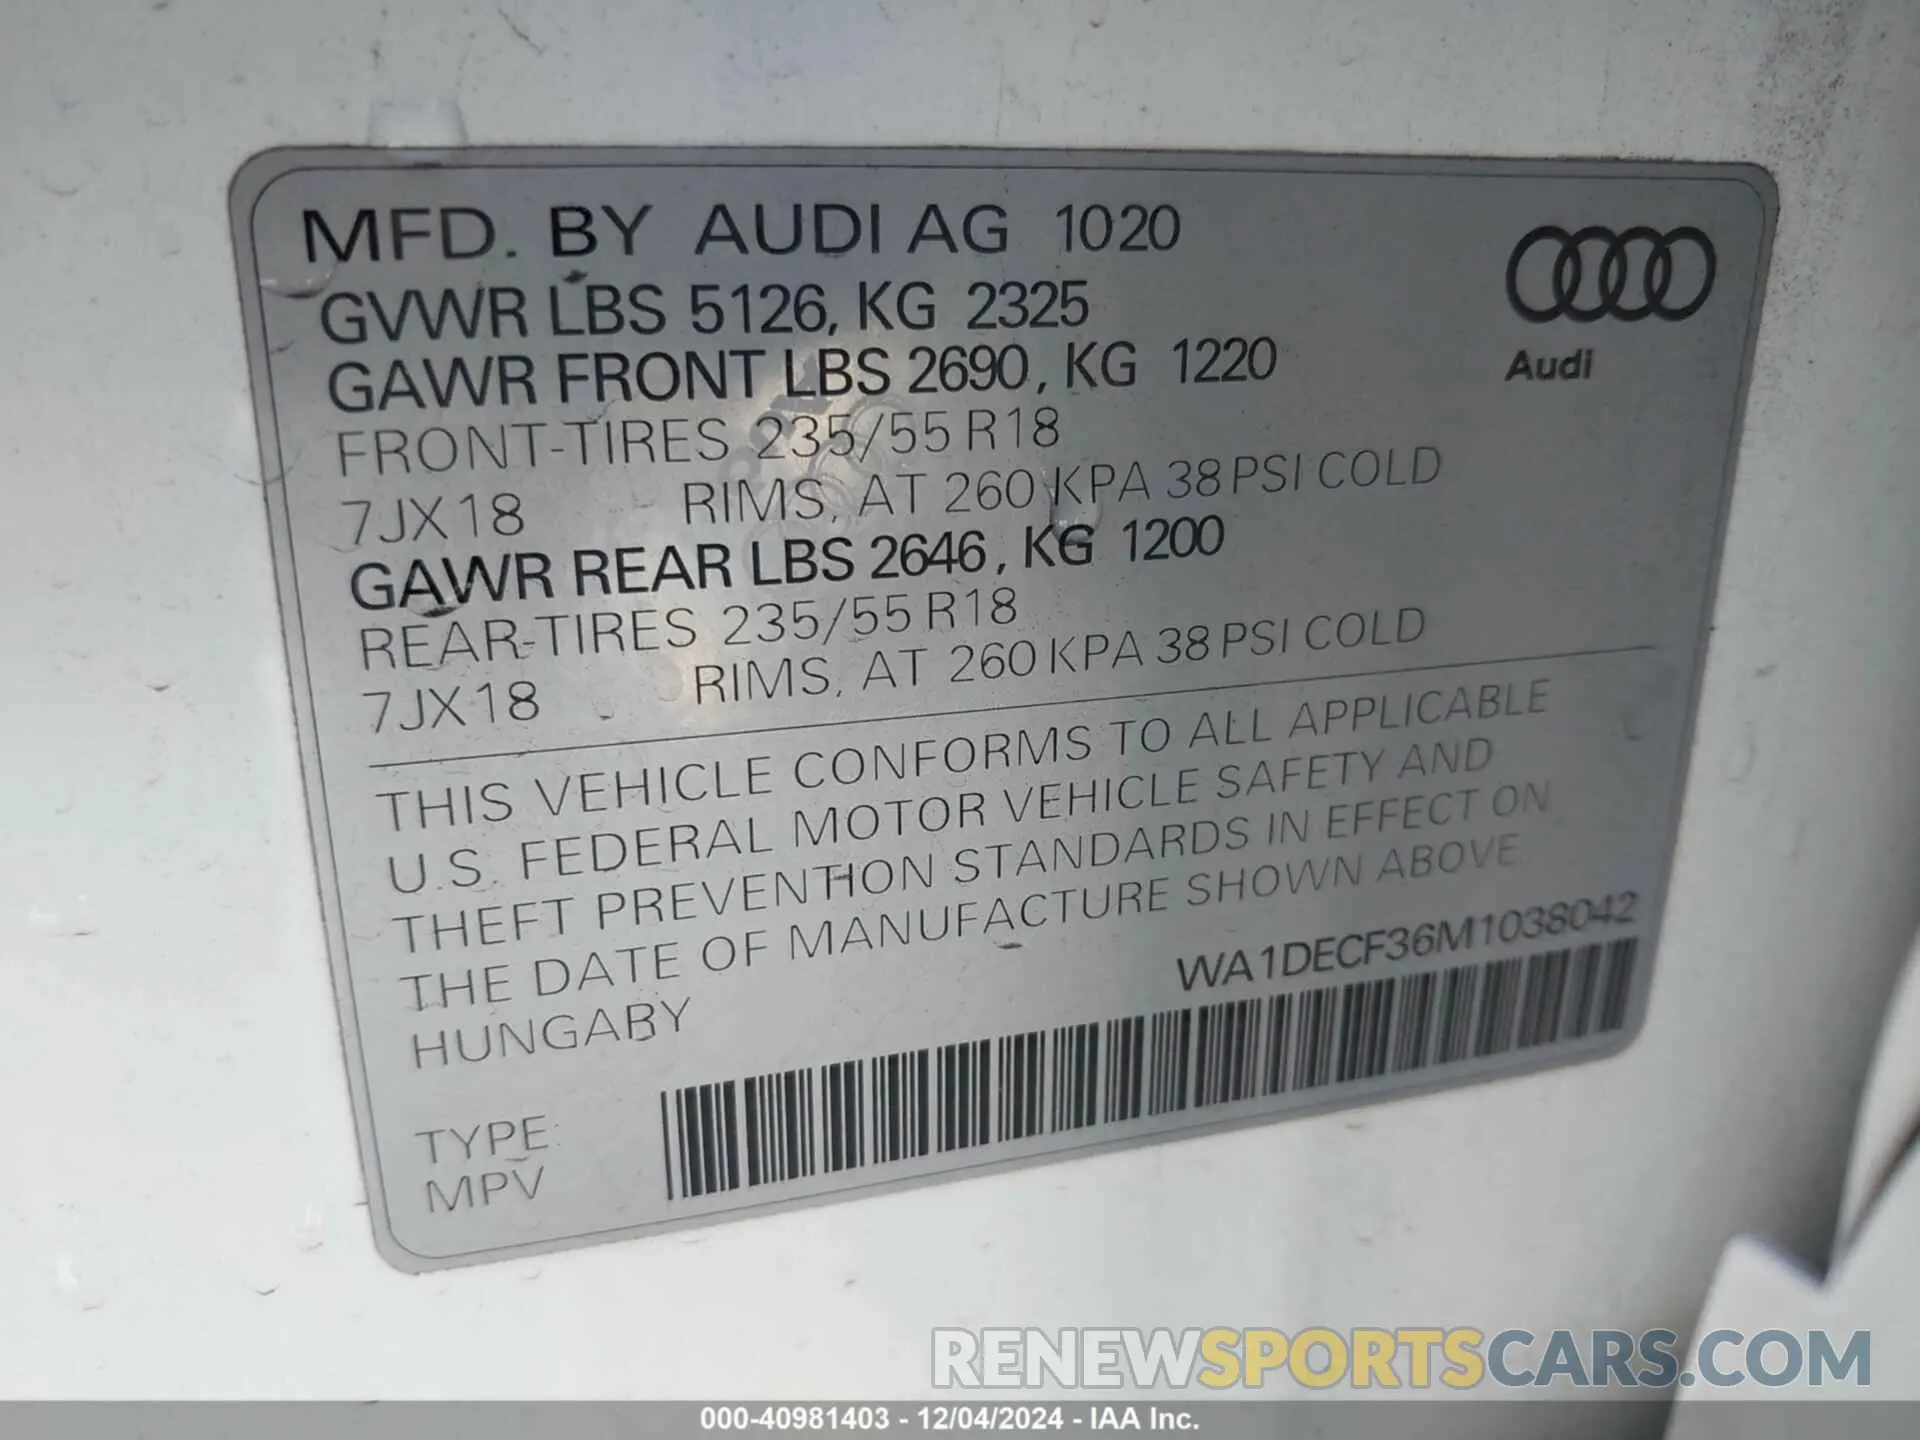 MFD. BY AUDI AG 1020
GVWR LBS 5126, KG 2325
GAWR FRONT LBS 2690, KG 1220
FRONT-TIRES 235/55 R18
7JX18 RIMS, AT 260 KPA 38 PSI COLD
GAWR REAR LBS 2646, KG 1200
REAR-TIRES 235/55 R18
7JX18 RIMS, AT 260 KPA 38 PSI COLD
Audi
THIS VEHICLE CONFORMS TO ALL APPLICABLE
U.S. FEDERAL MOTOR VEHICLE SAFETY AND
THEFT PREVENTION STANDARDS IN EFFECT ON
THE DATE OF MANUFACTURE SHOWN ABOVE
HUNGARY
WA1DECF36M1038042
TYPE:
MPV
RENEWSPORTSCARS.COM
000-40981403 - 12/04/2024 - IAA Inc.